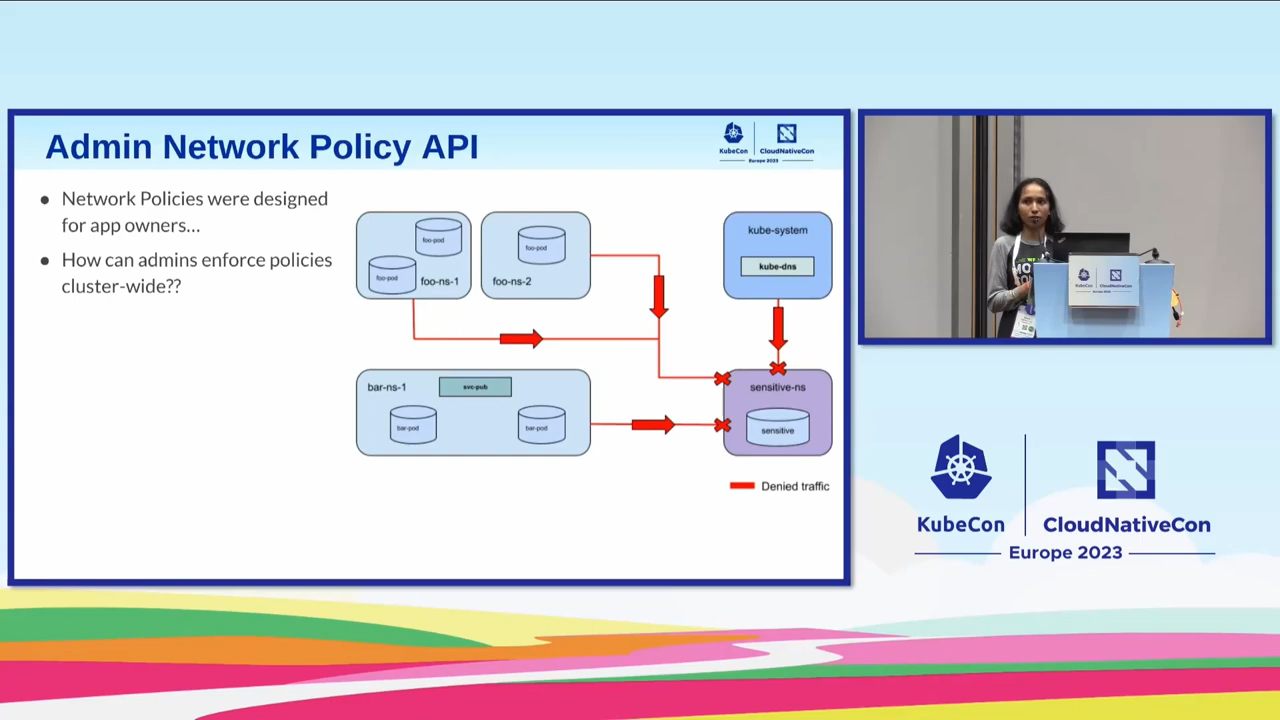 Admin Network Policy API
KubeCon
CloudNativeCon
Europe 2023
● Network Policies were designed
for app owners...
● How can admins enforce policies
cluster-wide??
foo-pod
foo-pod
foo-ns-1
foo-pod
foo-ns-2
kube-system
kube-dns
bar-ns-1
svc-pub
bar-pod
bar-pod
sensitive-ns
sensitive
Denied traffic
KubeCon
CloudNativeCon
Europe 2023